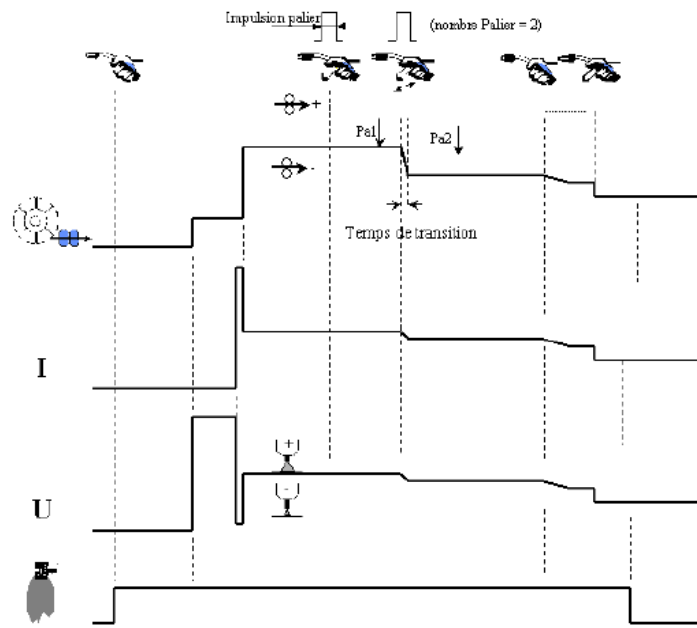 Impulsion palier
(nombre Palier = 2)
+
Pa1
Pa2
-
Temps de transition
I
+
-
U